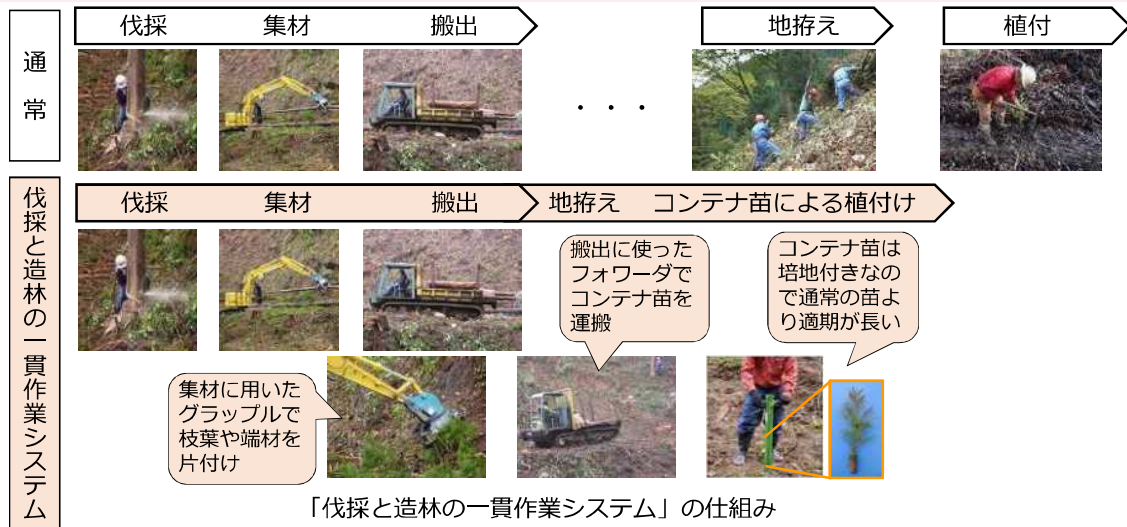 通常
伐採
集材
搬出
・・・
地拵え
植付
伐採と造林の一貫作業システム
伐採
集材
搬出
地拵え
コンテナ苗による植付け
搬出に使った
フォワーダで
コンテナ苗を
運搬
コンテナ苗は
培地付きなの
で通常の苗よ
り適期が長い
集材に用いた
グラップルで
枝葉や端材を
片付け
「伐採と造林の一貫作業システム」の仕組み